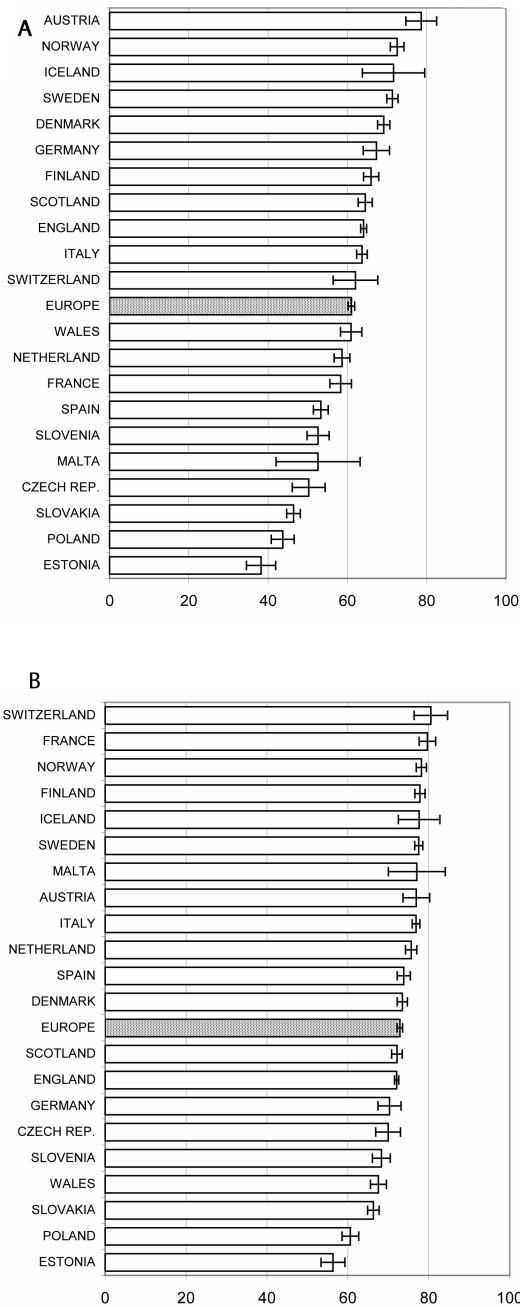 A
AUSTRIA
NORWAY
ICELAND
SWEDEN
DENMARK
GERMANY
FINLAND
SCOTLAND
ENGLAND
ITALY
SWITZERLAND
EUROPE
WALES
NETHERLAND
FRANCE
SPAIN
SLOVENIA
MALTA
CZECH REP.
SLOVAKIA
POLAND
ESTONIA
0 20 40 60 80 100
B
SWITZERLAND
FRANCE
NORWAY
FINLAND
ICELAND
SWEDEN
MALTA
AUSTRIA
ITALY
NETHERLAND
SPAIN
DENMARK
EUROPE
SCOTLAND
ENGLAND
GERMANY
CZECH REP.
SLOVENIA
WALES
SLOVAKIA
POLAND
ESTONIA
0 20 40 60 80 100